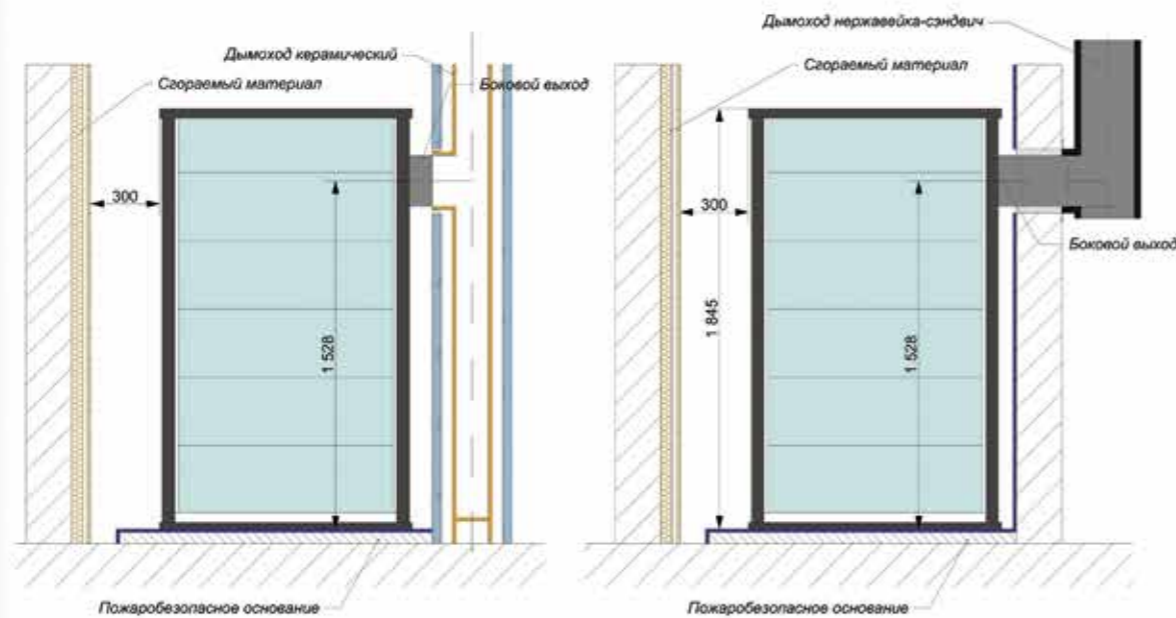 Дымоход керамический
Сгораемый материал
Боковой выход
300
1 528
Пожаробезопасное основание
Дымоход нержавейка-сэндвич
Сгораемый материал
300
1 845
1 528
Боковой выход
Пожаробезопасное основание